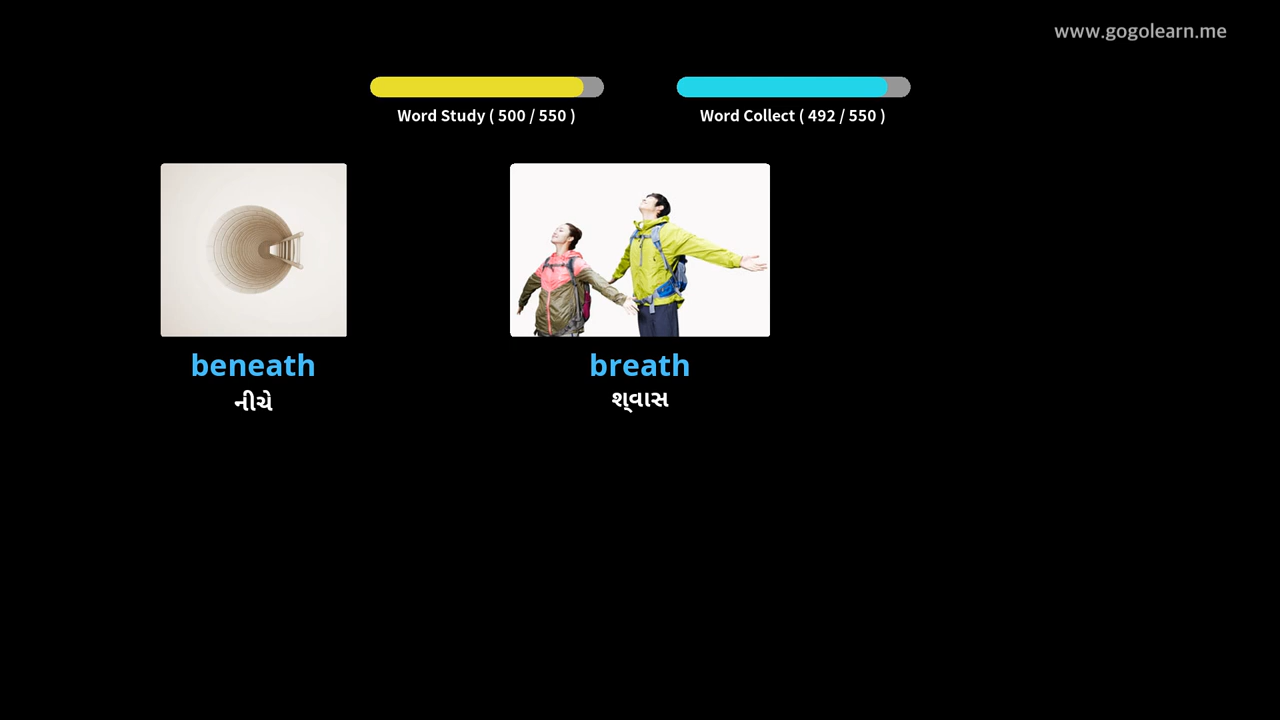 www.gogolearn.me
Word Study ( 500 / 550 )
Word Collect ( 492 / 550 )
beneath
breath
નીચે
શ્વાસ